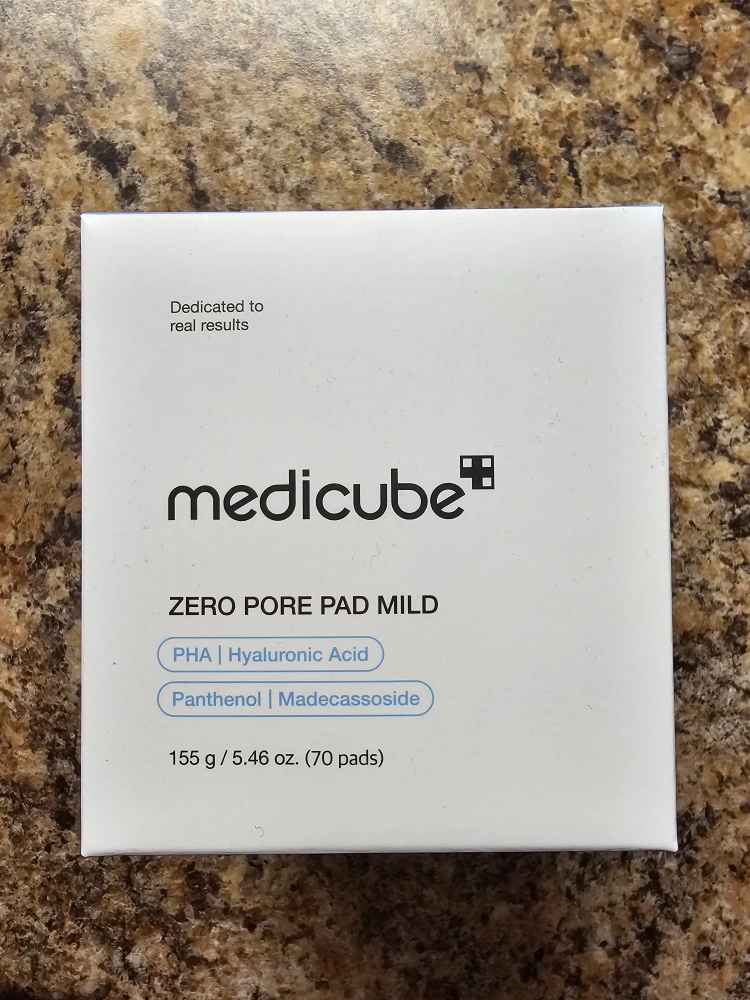 Dedicated to
real results
medicube
ZERO PORE PAD MILD
PHA | Hyaluronic Acid
Panthenol | Madecassoside
155 g / 5.46 oz. (70 pads)